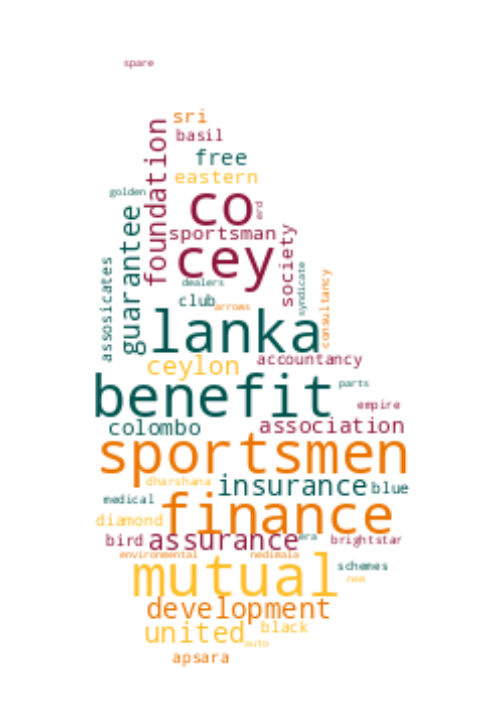 spare
sri
basil
foundation
free
eastern
golden
co
erd
guarantee
sportsman
society
cey
assosicates
syndicate
consultancy
dealers
club
arrows
lanka
ceylon
accountancy
benefit
parts
empire
colombo
association
sportsmen
dharshana
insurance
blue
medical
finance
diamond
bird
assurance
era
brightstar
environmental
nedimala
mutual
schemes
new
development
united
black
auto
apsara